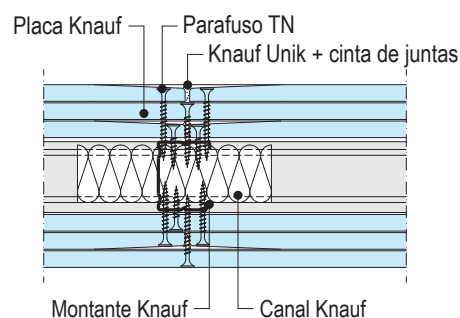 Placa Knauf
Parafuso TN
Knauf Unik + cinta de juntas
Montante Knauf
Canal Knauf